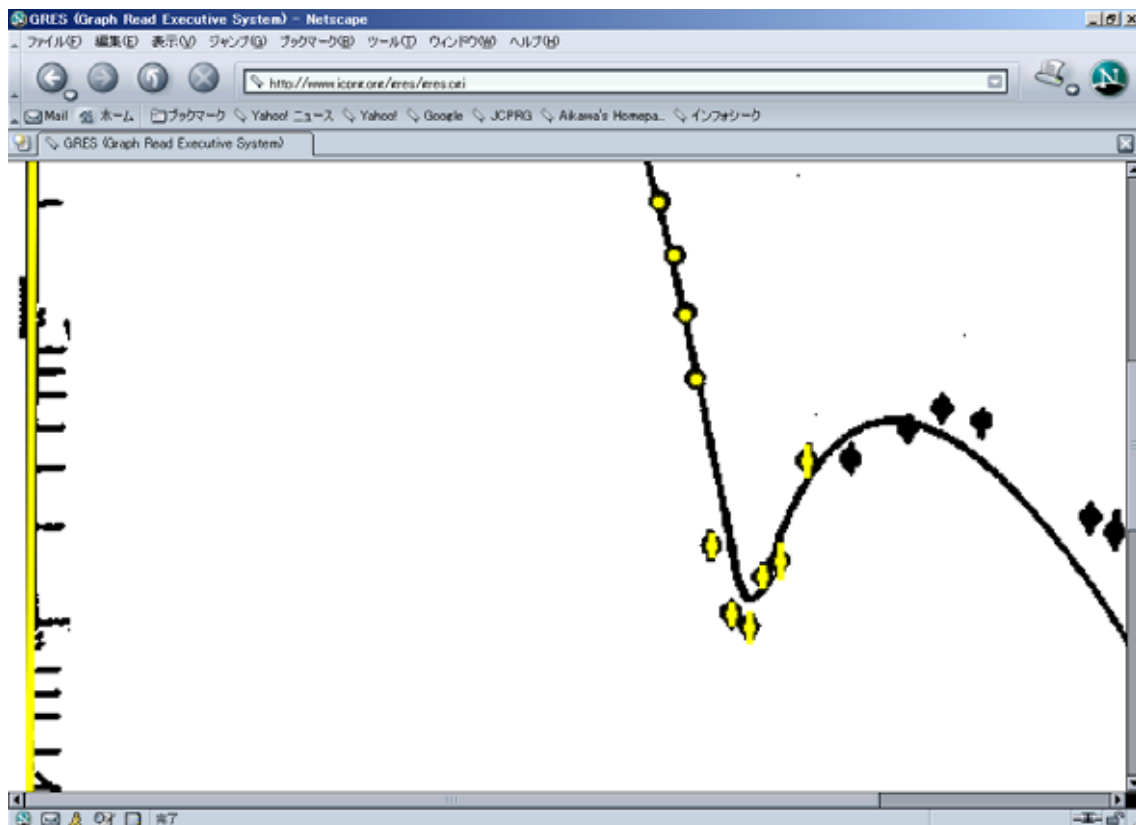 GRES (Graph Read Executive System) - Netscape
ファイル(F) 編集(E) 表示(V) ジャンプ(G) ブックマーク(B) ツール(T) ウィンドウ(W) ヘルプ(H)
Mail ホーム ブックマーク Yahoo! ニュース Yahoo! Google JCPRG Aikawa's Homepa... インフォシーク
GRES (Graph Read Executive System)
完了